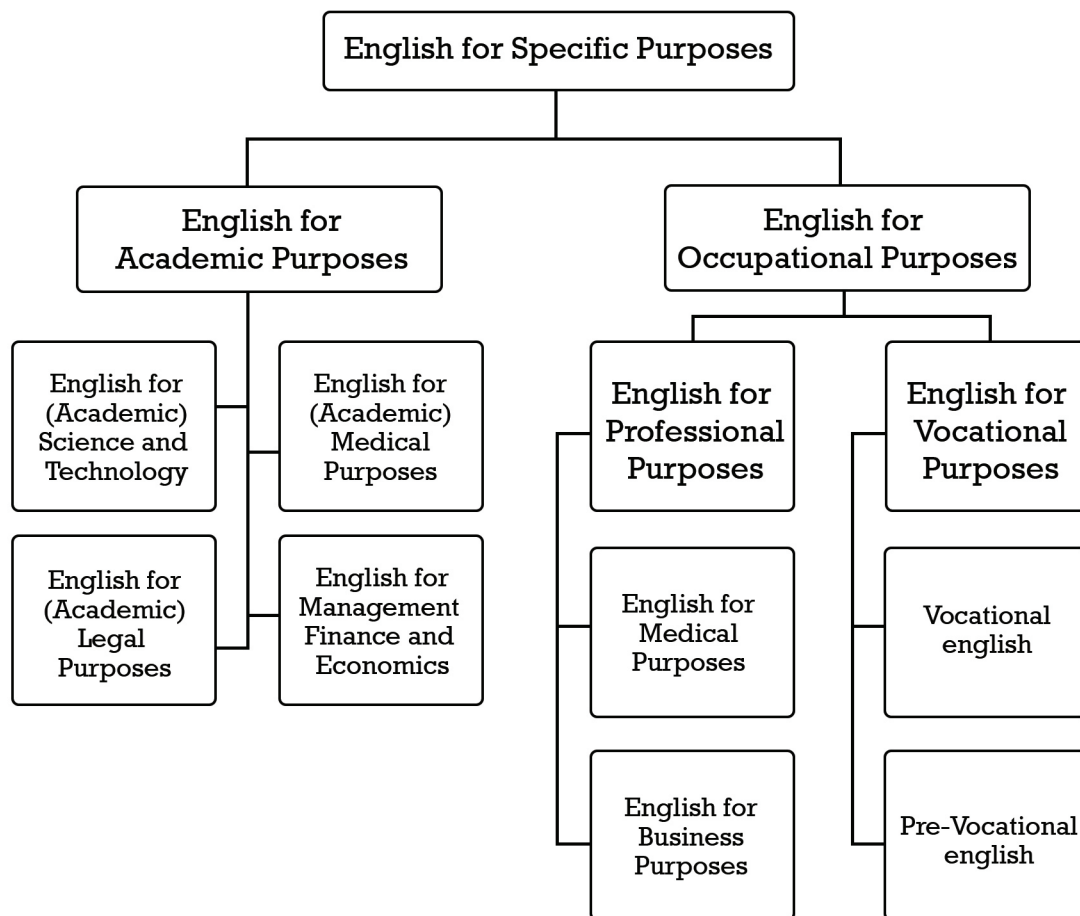 English for Specific Purposes
English for
Academic Purposes
English for
Occupational Purposes
English for
(Academic)
Science and
Technology
English for
(Academic)
Medical
Purposes
English for
(Academic)
Legal
Purposes
English for
Management
Finance and
Economics
English for
Professional
Purposes
English for
Medical
Purposes
English for
Business
Purposes
English for
Vocational
Purposes
Vocational
english
Pre-Vocational
english